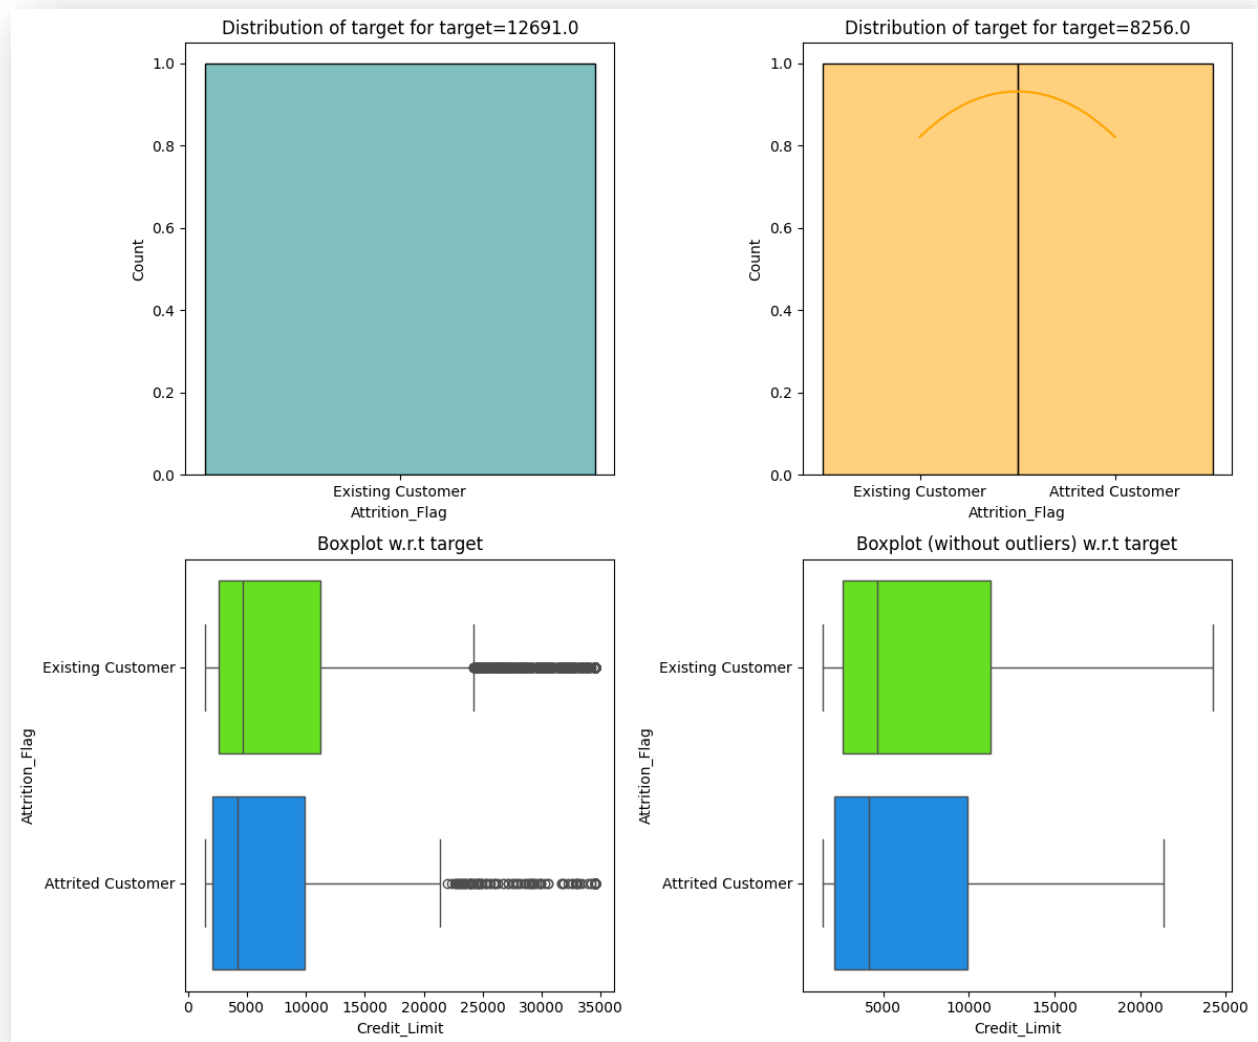 Distribution of target for target=12691.0
1.0
0.8
0.6
0.4
0.2
0.0
Count
Existing Customer
Attrition_Flag
Distribution of target for target=8256.0
1.0
0.8
0.6
0.4
0.2
0.0
Count
Existing Customer Attrited Customer
Attrition_Flag
Boxplot w.r.t target
Existing Customer
Attrited Customer
Attrition_Flag
0 5000 10000 15000 20000 25000 30000 35000
Credit_Limit
Boxplot (without outliers) w.r.t target
Existing Customer
Attrited Customer
Attrition_Flag
5000 10000 15000 20000 25000
Credit_Limit